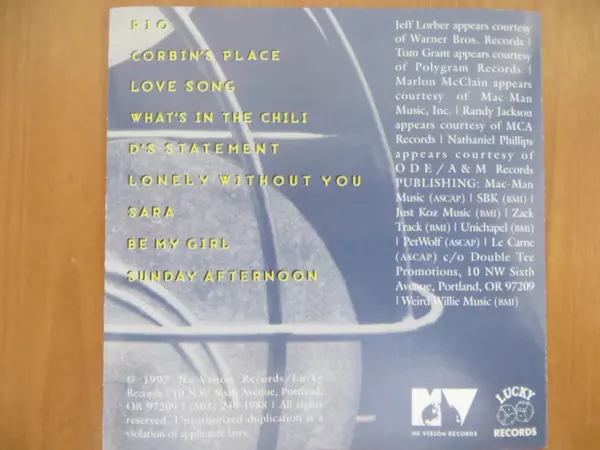 RIO
CORBIN'S PLACE
LOVE SONG
WHAT'S IN THE CHILI
D'S STATEMENT
LONELY WITHOUT YOU
SARA
BE MY GIRL
SUNDAY AFTERNOON
Jeff Lorber appears courtesy
of Warner Bros. Records |
Tom Grant appears courtesy
of Polygram Records |
Marlon McClain appears
courtesy of Mac-Man
Music, Inc. | Randy Jackson
appears courtesy of MCA
Records | Nathaniel Phillips
appears courtesy of
ODE/A&M Records
PUBLISHING: Mac-Man
Music (ASCAP) | SBK (BMI) |
Just Koz Music (BMI) | Zack
Track (BMI) | Unichapel (BMI)
| PetWolf (ASCAP) | Le Came
(ASCAP) c/o Double Tee
Promotions, 10 NW Sixth
Avenue, Portland, OR 97209
| Weird Willie Music (BMI)
© 1997 Nu-Vision Records/Lucky
Records | 10 N.W. Sixth Avenue, Portland,
OR 97209 | (503) 248-1988 | All rights
reserved. Unauthorized duplication is a
violation of applicable laws.
NV
NU VISION RECORDS
LUCKY
RECORDS